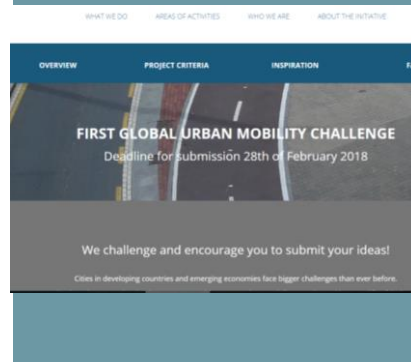 WHAT WE DO AREAS OF ACTIVITIES WHO WE ARE ABOUT THE INITIATIVE
OVERVIEW PROJECT CRITERIA INSPIRATION
FIRST GLOBAL URBAN MOBILITY CHALLENGE
Deadline for submission 28th of February 2018
We challenge and encourage you to submit your ideas!
Cities in developing countries and emerging economies face bigger challenges than ever before.